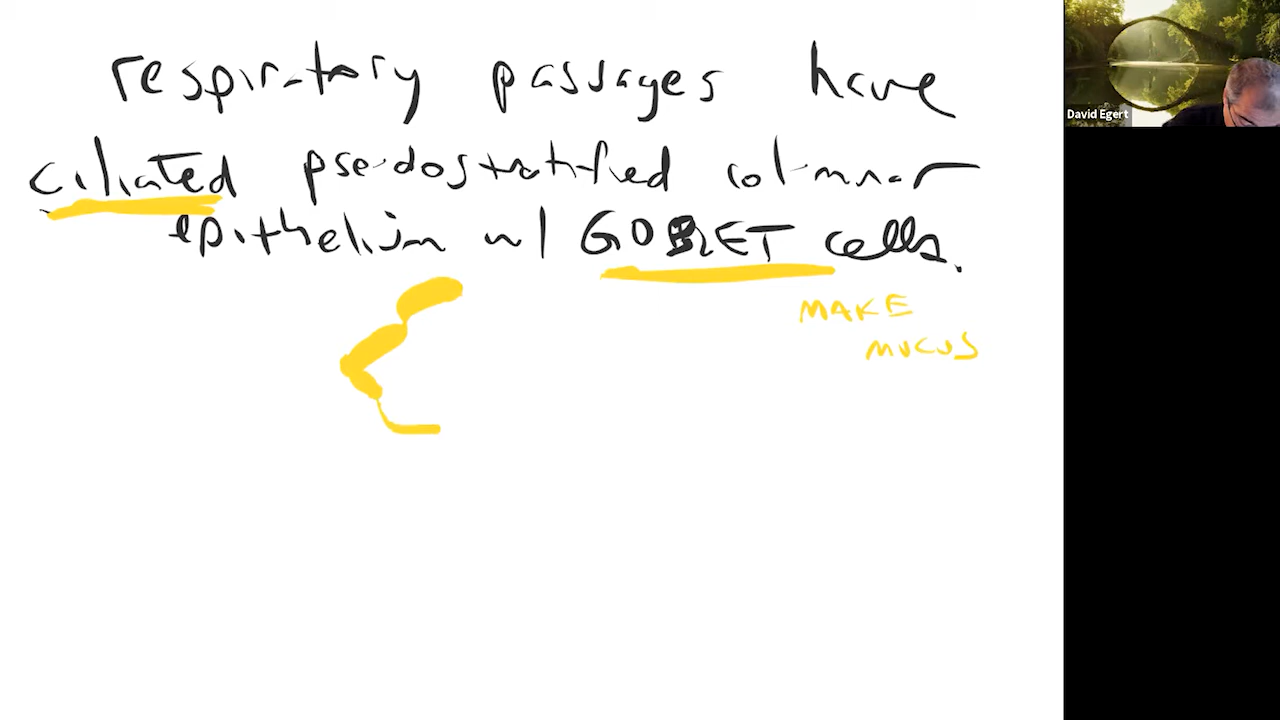 respiratory passages have
ciliated pseudostratified columnar
epithelium w/ GOBLET cells.
MAKE
MUCUS
David Egert